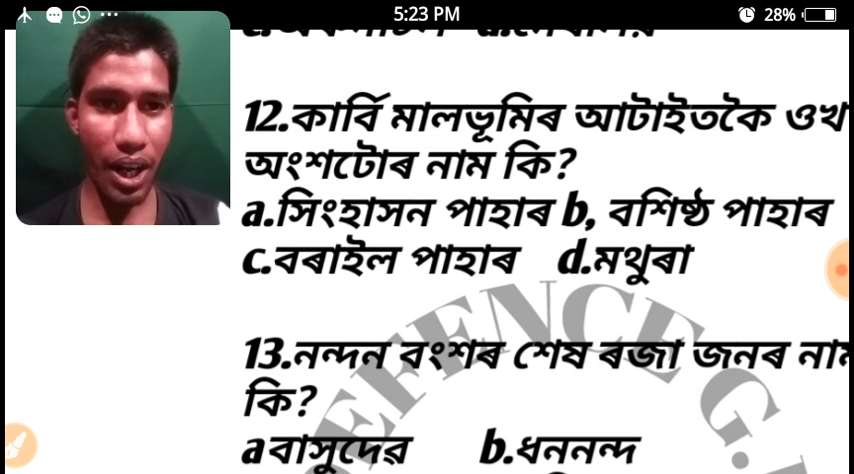 5:23 PM
28%
12.কাৰ্বি মালভূমিৰ আটাইতকৈ ওখ
অংশটোৰ নাম কি?
a.সিংহাসন পাহাৰ b, বশিষ্ঠ পাহাৰ
c.বৰাইল পাহাৰ d.মথুৰা
DEFENCE G.
13.নন্দন বংশৰ শেষ ৰজা জনৰ নাম
কি?
a বাসুদেৱ b.ধননন্দ